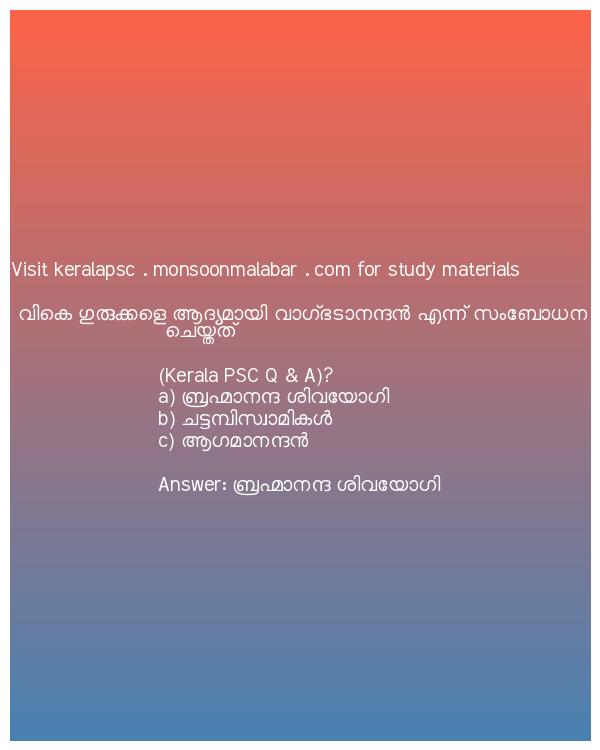 Visit keralapsc . monsoonmalabar . com for study materials
വികെ ഗുരുക്കളെ ആദ്യമായി വാഗ്ഭടാനന്ദൻ എന്ന് സംബോധന
ചെയ്തത്
(Kerala PSC Q & A)?
a) ബ്രഹ്മാനന്ദ ശിവയോഗി
b) ചട്ടമ്പിസ്വാമികൾ
c) ആഗമാനന്ദൻ
Answer: ബ്രഹ്മാനന്ദ ശിവയോഗി